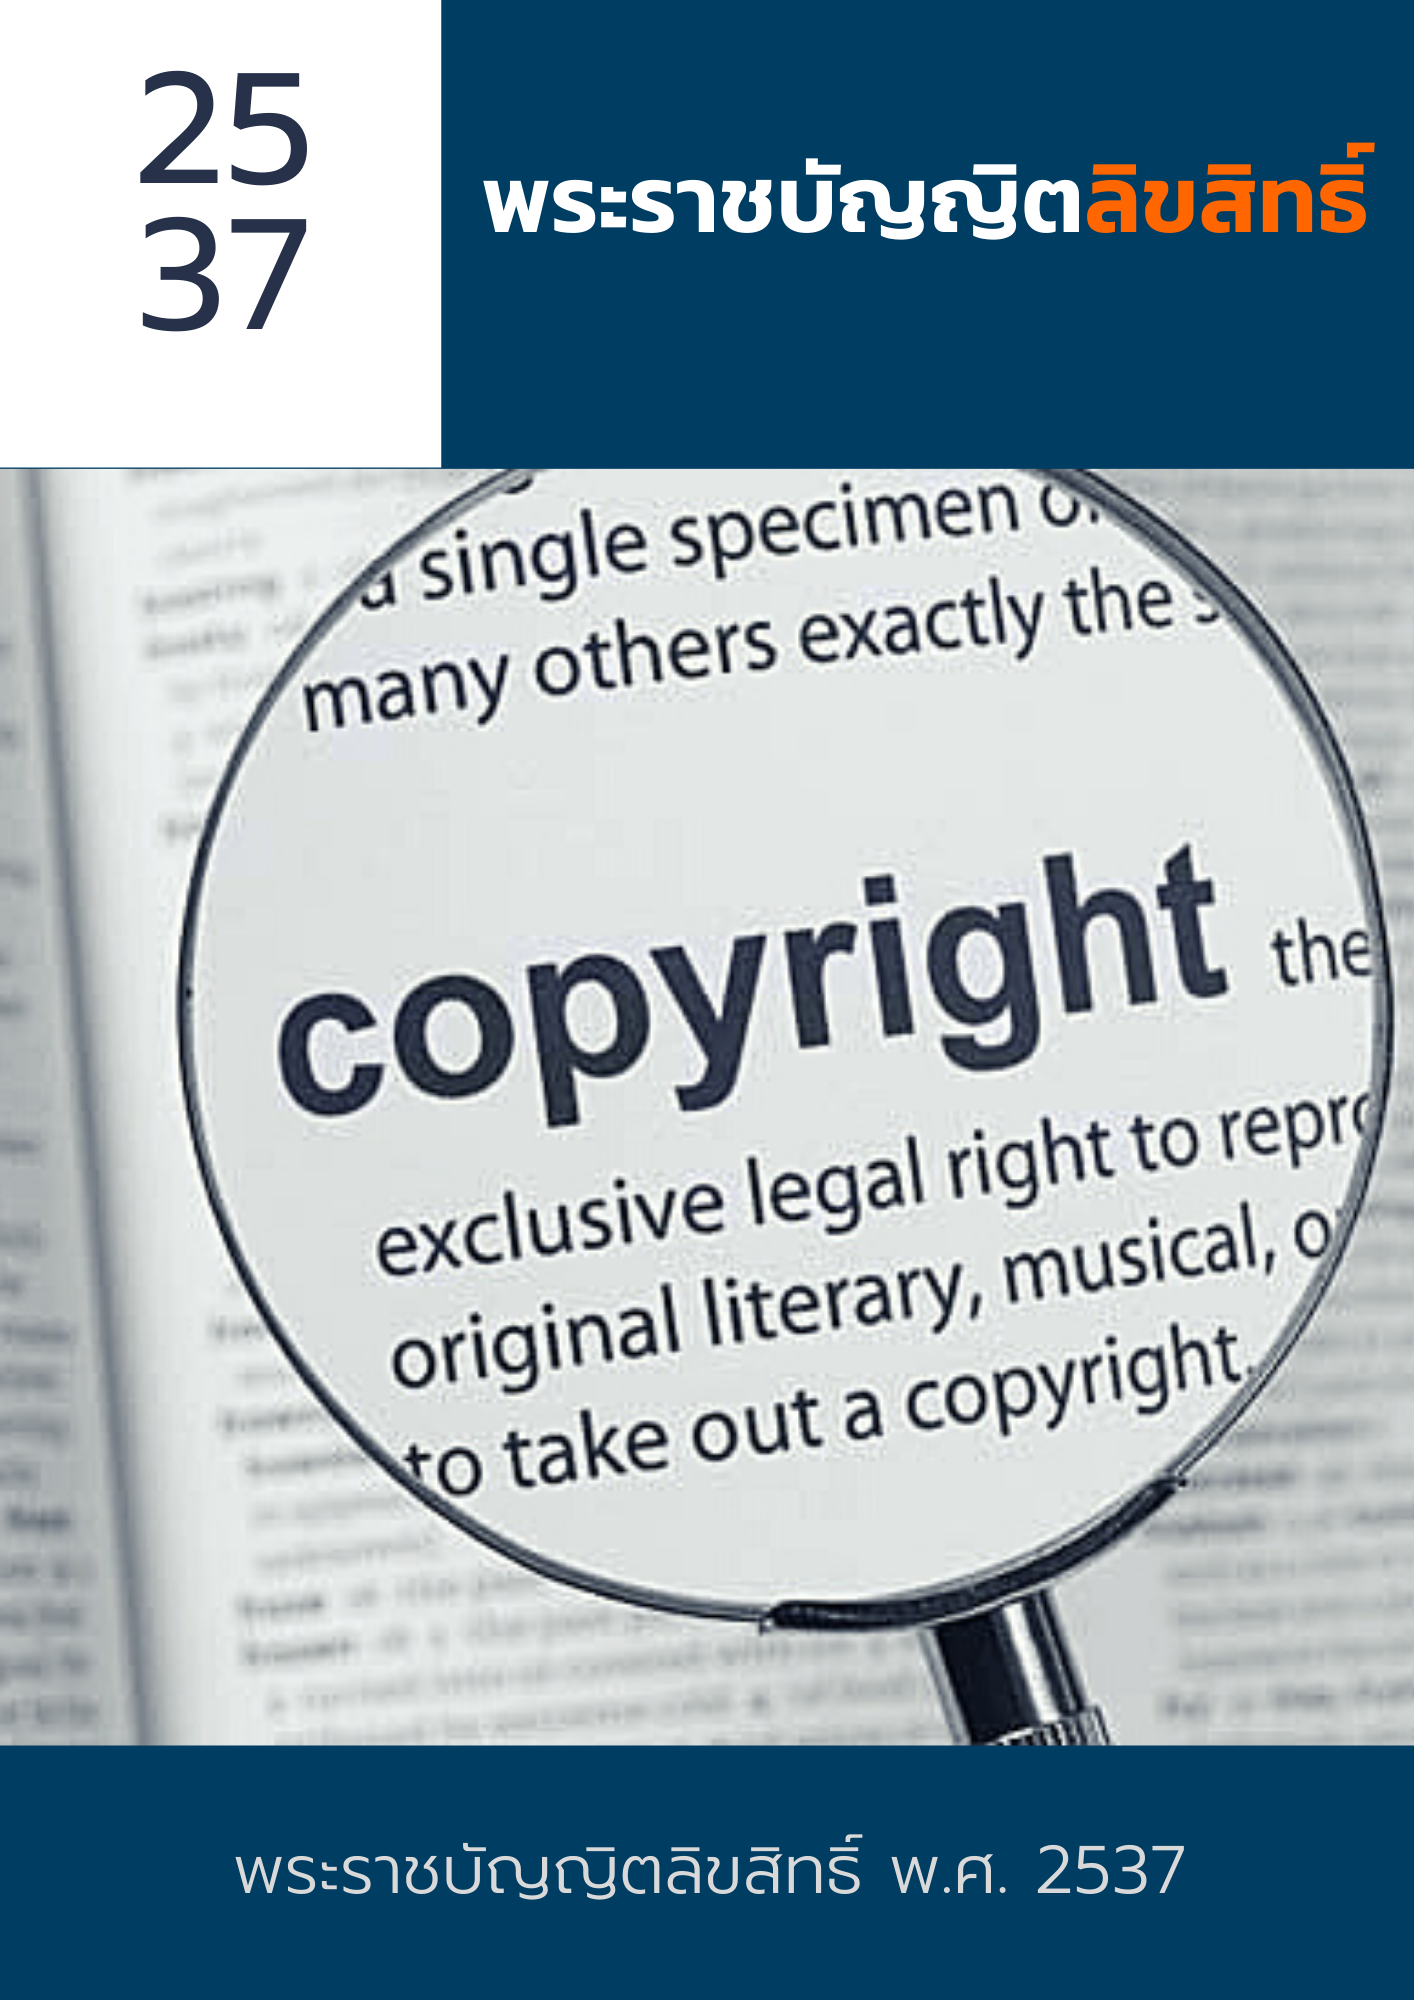 25
37
พระราชบัญญิตลิขสิทธิ์
a single specimen
many others exactly the
copyright the
exclusive legal right to
original literary, musical,
to take out a copyright.
พระราชบัญญิตลิขสิทธิ์ พ.ศ. 2537